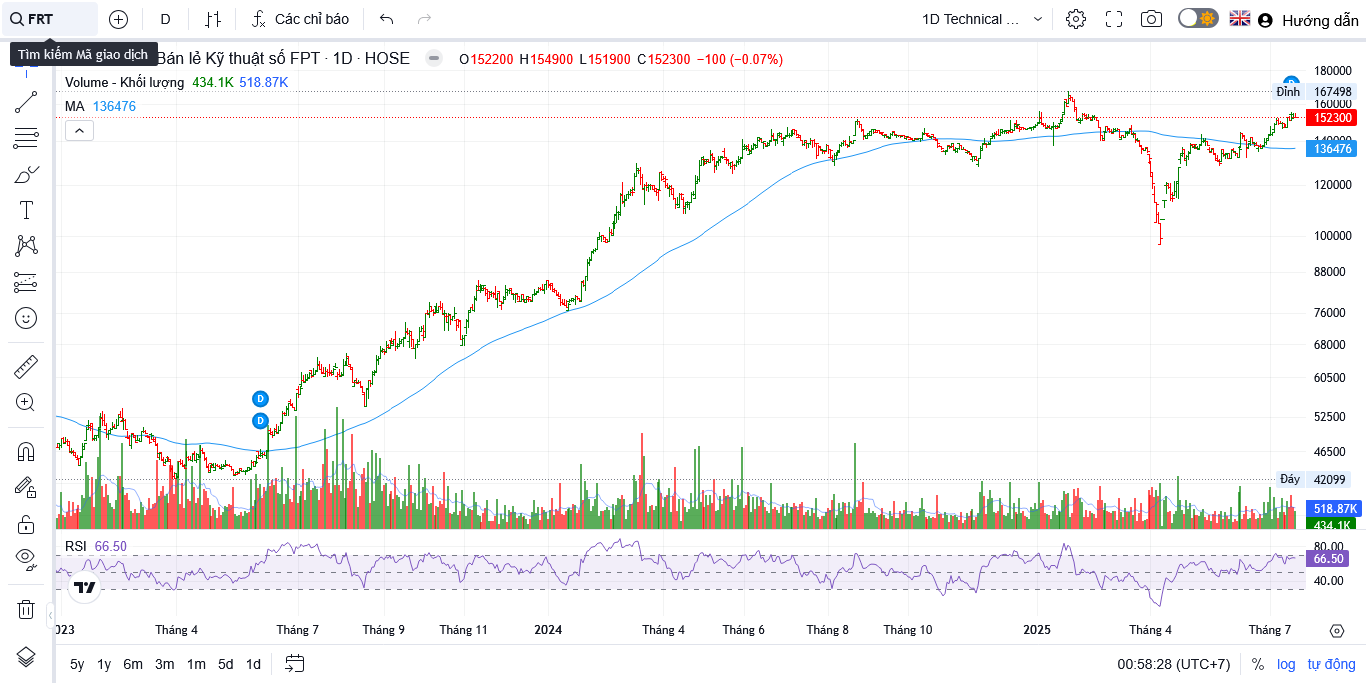 FRT D Các chỉ báo 1D Technical ... Hướng dẫn
Tìm kiếm Mã giao dịch
Bán lẻ Kỹ thuật số FPT · 1D · HOSE O152200 H154900 L151900 C152300 −100 (−0.07%)
Volume - Khối lượng 434.1K 518.87K
MA 136476
180000
D
Đỉnh 167498
160000
152300
140000
136476
120000
100000
88000
76000
68000
60500
D
D
52500
46500
Đáy 42099
518.87K
434.1K
RSI 66.50
80.00
66.50
40.00
2023 Tháng 4 Tháng 7 Tháng 9 Tháng 11 2024 Tháng 4 Tháng 6 Tháng 8 Tháng 10 2025 Tháng 4 Tháng 7
5y 1y 6m 3m 1m 5d 1d 00:58:28 (UTC+7) % log tự động